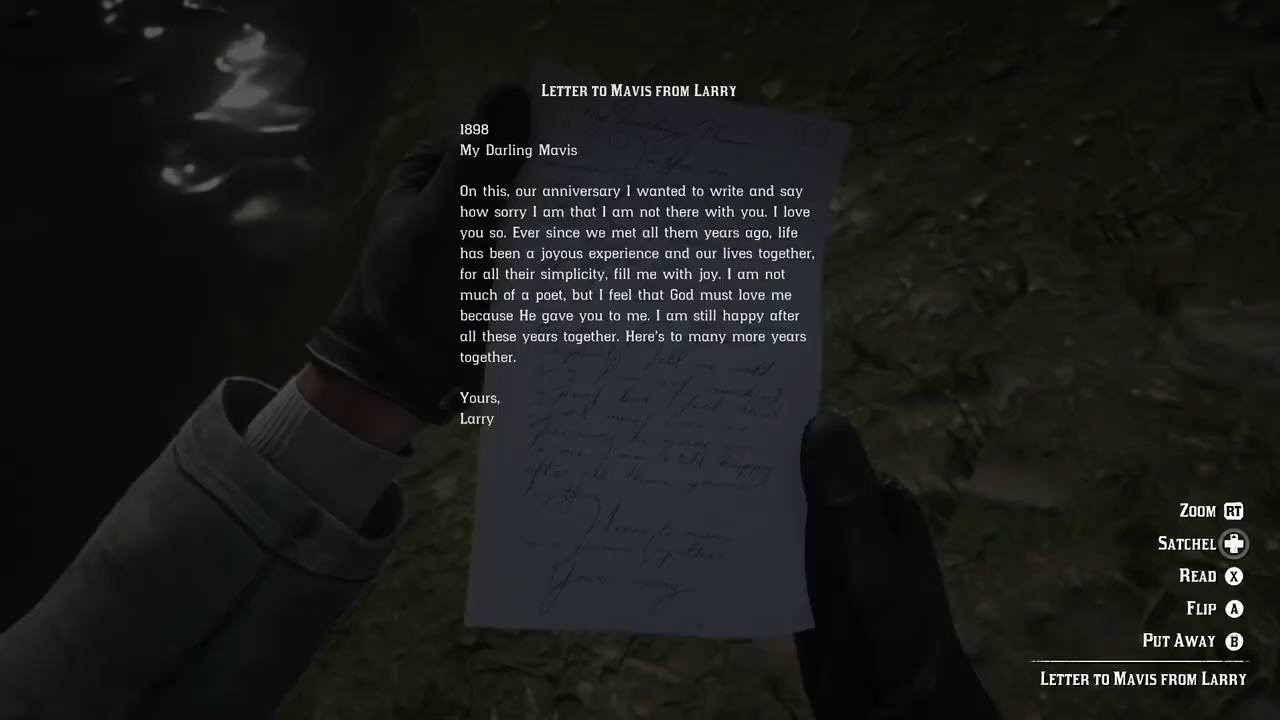 LETTER TO MAVIS FROM LARRY
1898
My Darling Mavis
On this, our anniversary I wanted to write and say
how sorry I am that I am not there with you. I love
you so. Ever since we met all them years ago, life
has been a joyous experience and our lives together,
for all their simplicity, fill me with joy. I am not
much of a poet, but I feel that God must love me
because He gave you to me. I am still happy after
all these years together. Here's to many more years
together.
Yours,
Larry
ZOOM RT
SATCHEL
READ X
FLIP A
PUT AWAY B
LETTER TO MAVIS FROM LARRY